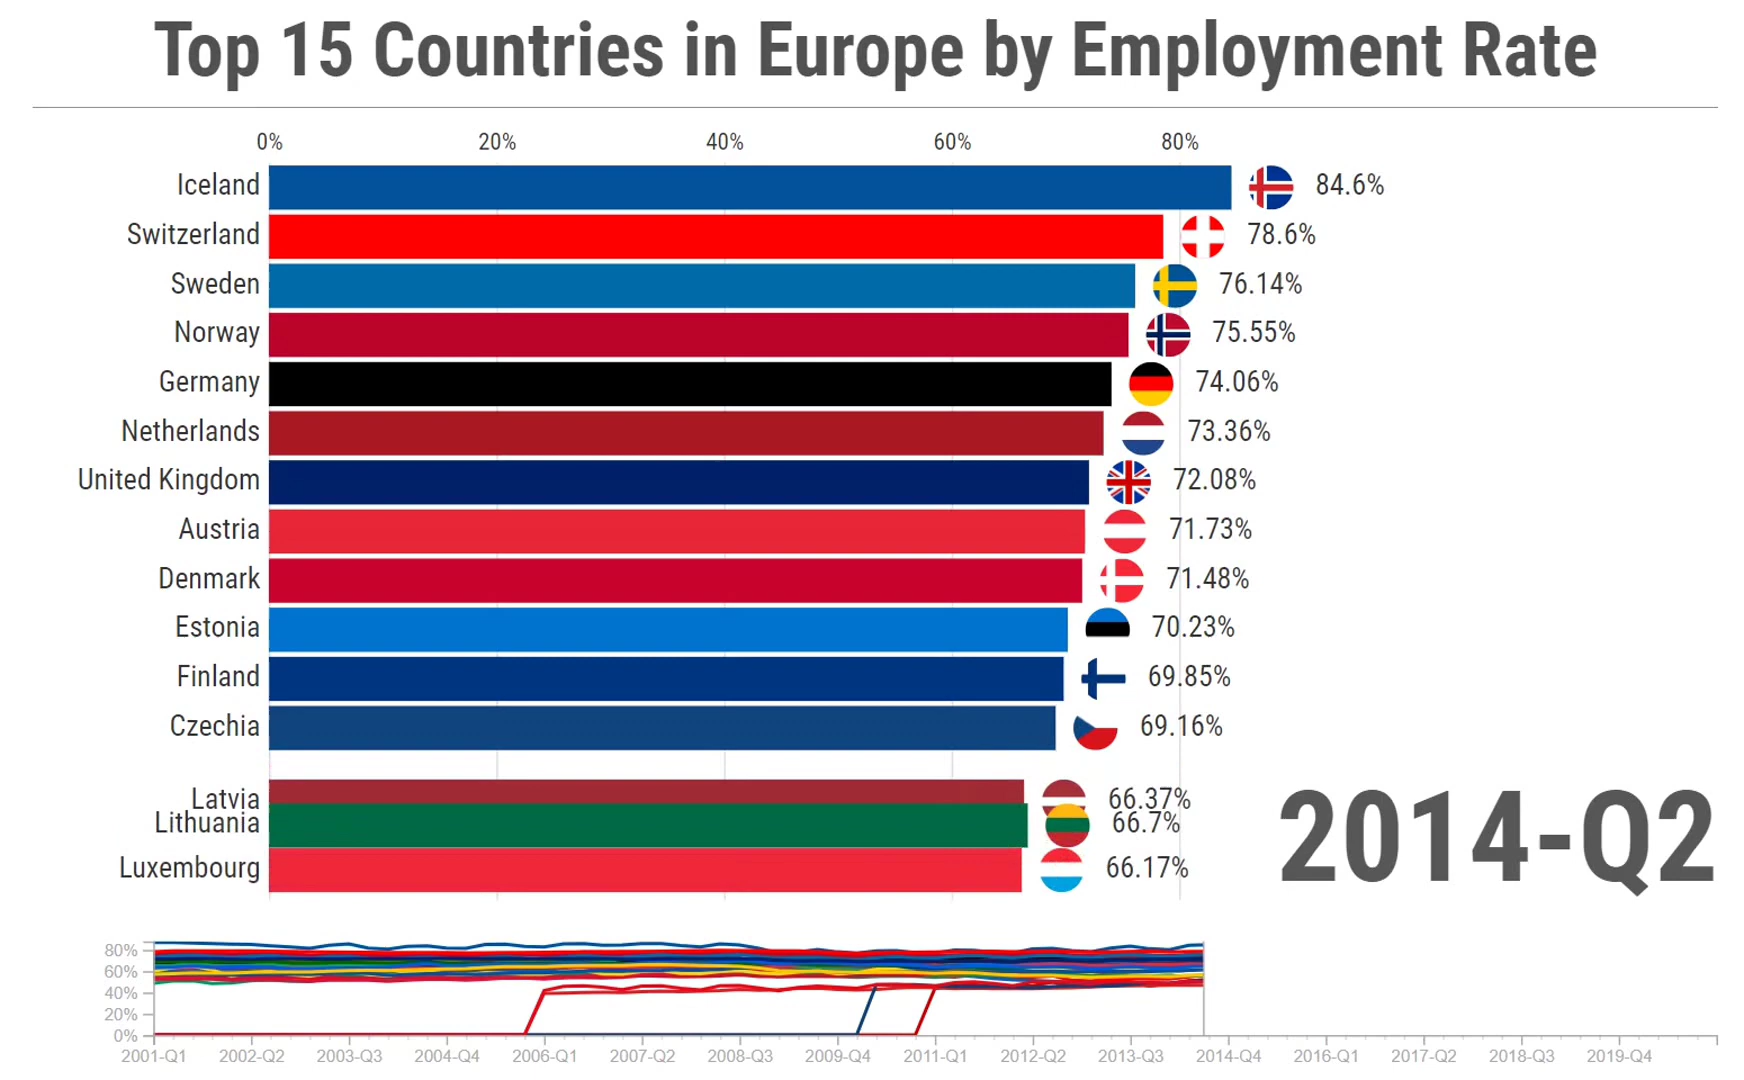 Top 15 Countries in Europe by Employment Rate
0% 20% 40% 60% 80%
Iceland 84.6%
Switzerland 78.6%
Sweden 76.14%
Norway 75.55%
Germany 74.06%
Netherlands 73.36%
United Kingdom 72.08%
Austria 71.73%
Denmark 71.48%
Estonia 70.23%
Finland 69.85%
Czechia 69.16%
Latvia 66.37%
Lithuania 66.7%
Luxembourg 66.17%
2014-Q2
80%
60%
40%
20%
0%
2001-Q1 2002-Q2 2003-Q3 2004-Q4 2006-Q1 2007-Q2 2008-Q3 2009-Q4 2011-Q1 2012-Q2 2013-Q3 2014-Q4 2016-Q1 2017-Q2 2018-Q3 2019-Q4